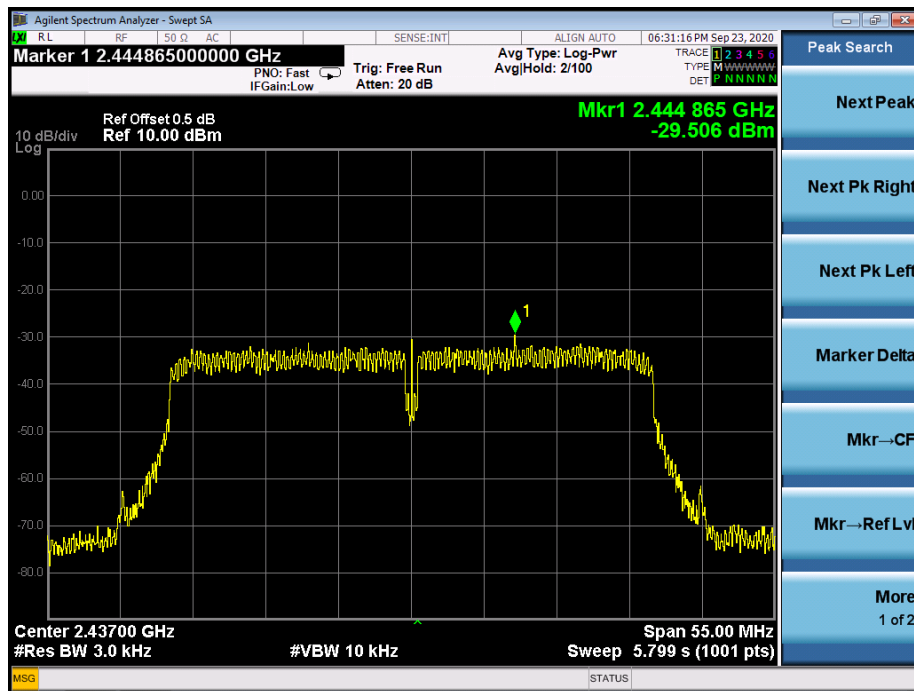 Agilent Spectrum Analyzer - Swept SA
LXI RL RF 50 Ω AC SENSE:INT ALIGN AUTO 06:31:16 PM Sep 23, 2020
Marker 1 2.444865000000 GHz
PNO: Fast
IFGain:Low
Trig: Free Run
Atten: 20 dB
Avg Type: Log-Pwr
Avg|Hold: 2/100
TRACE 1 2 3 4 5 6
TYPE M W W W W W
DET P N N N N N
Mkr1 2.444 865 GHz
-29.506 dBm
Ref Offset 0.5 dB
Ref 10.00 dBm
10 dB/div
Log
0.00
-10.0
-20.0
-30.0
-40.0
-50.0
-60.0
-70.0
-80.0
1
Center 2.43700 GHz
Span 55.00 MHz
#Res BW 3.0 kHz
#VBW 10 kHz
Sweep 5.799 s (1001 pts)
MSG
STATUS
Peak Search
Next Peak
Next Pk Right
Next Pk Left
Marker Delta
Mkr→CF
Mkr→Ref Lvl
More
1 of 2